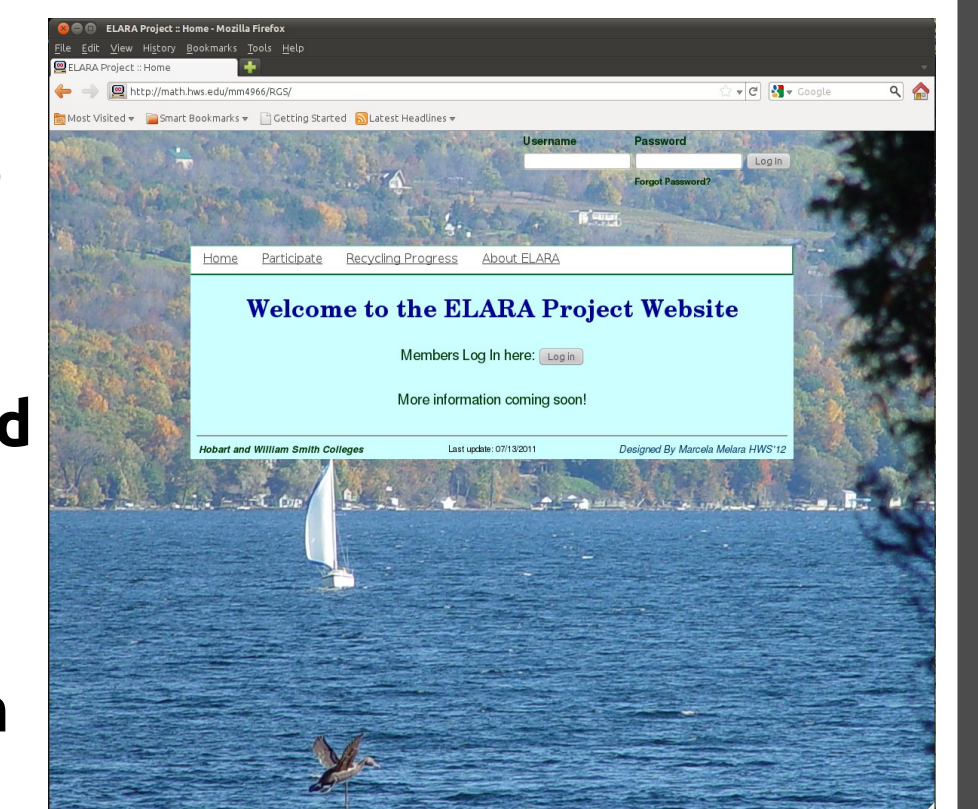 ELARA Project :: Home - Mozilla Firefox
File Edit View History Bookmarks Tools Help
ELARA Project :: Home
http://math.hws.edu/mm4966/RGS/
Google
Most Visited Smart Bookmarks Getting Started Latest Headlines
Username Password
Log In
Forgot Password?
Home Participate Recycling Progress About ELARA
Welcome to the ELARA Project Website
Members Log In here: Log in
More information coming soon!
Hobart and William Smith Colleges Last update: 07/13/2011 Designed By Marcela Melara HWS'12
d